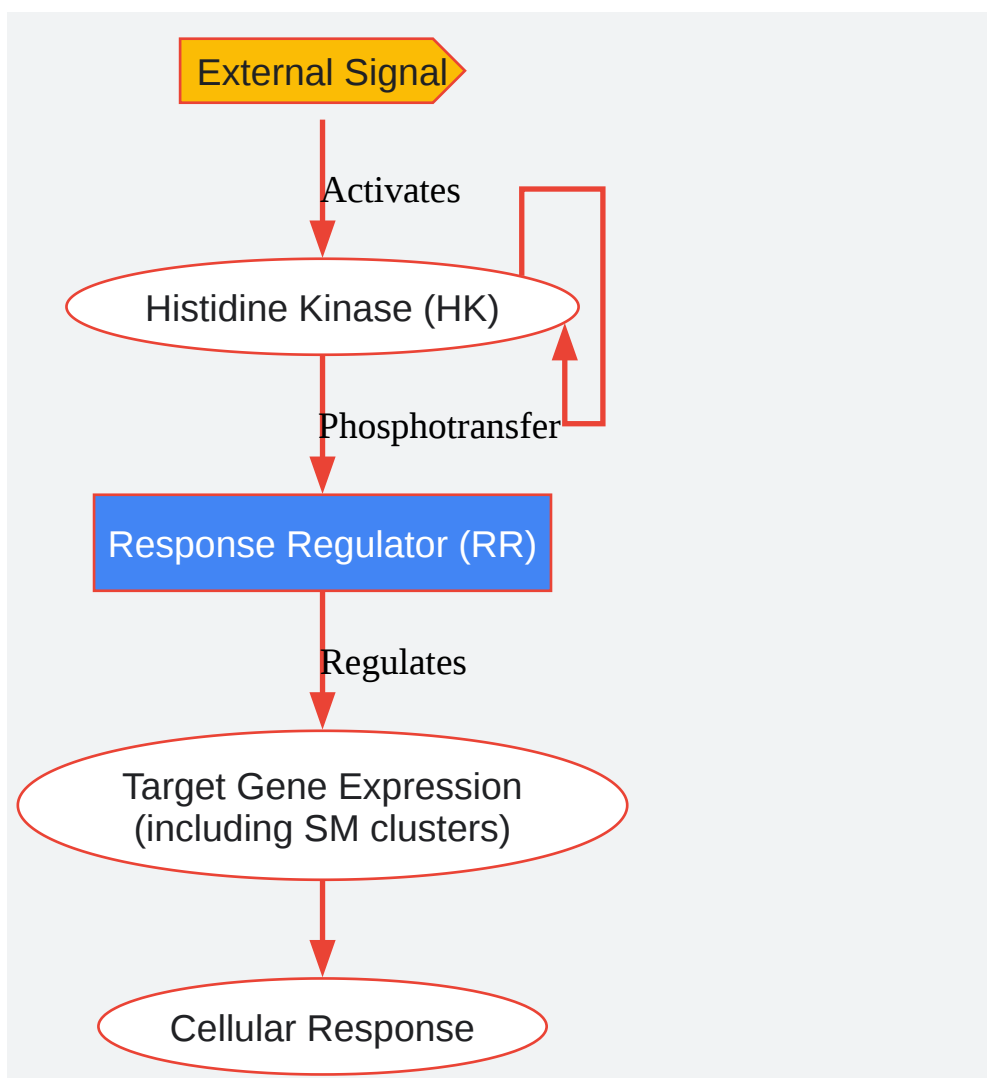 External Signal
Activates
Histidine Kinase (HK)
Phosphotransfer
Response Regulator (RR)
Regulates
Target Gene Expression
(including SM clusters)
Cellular Response